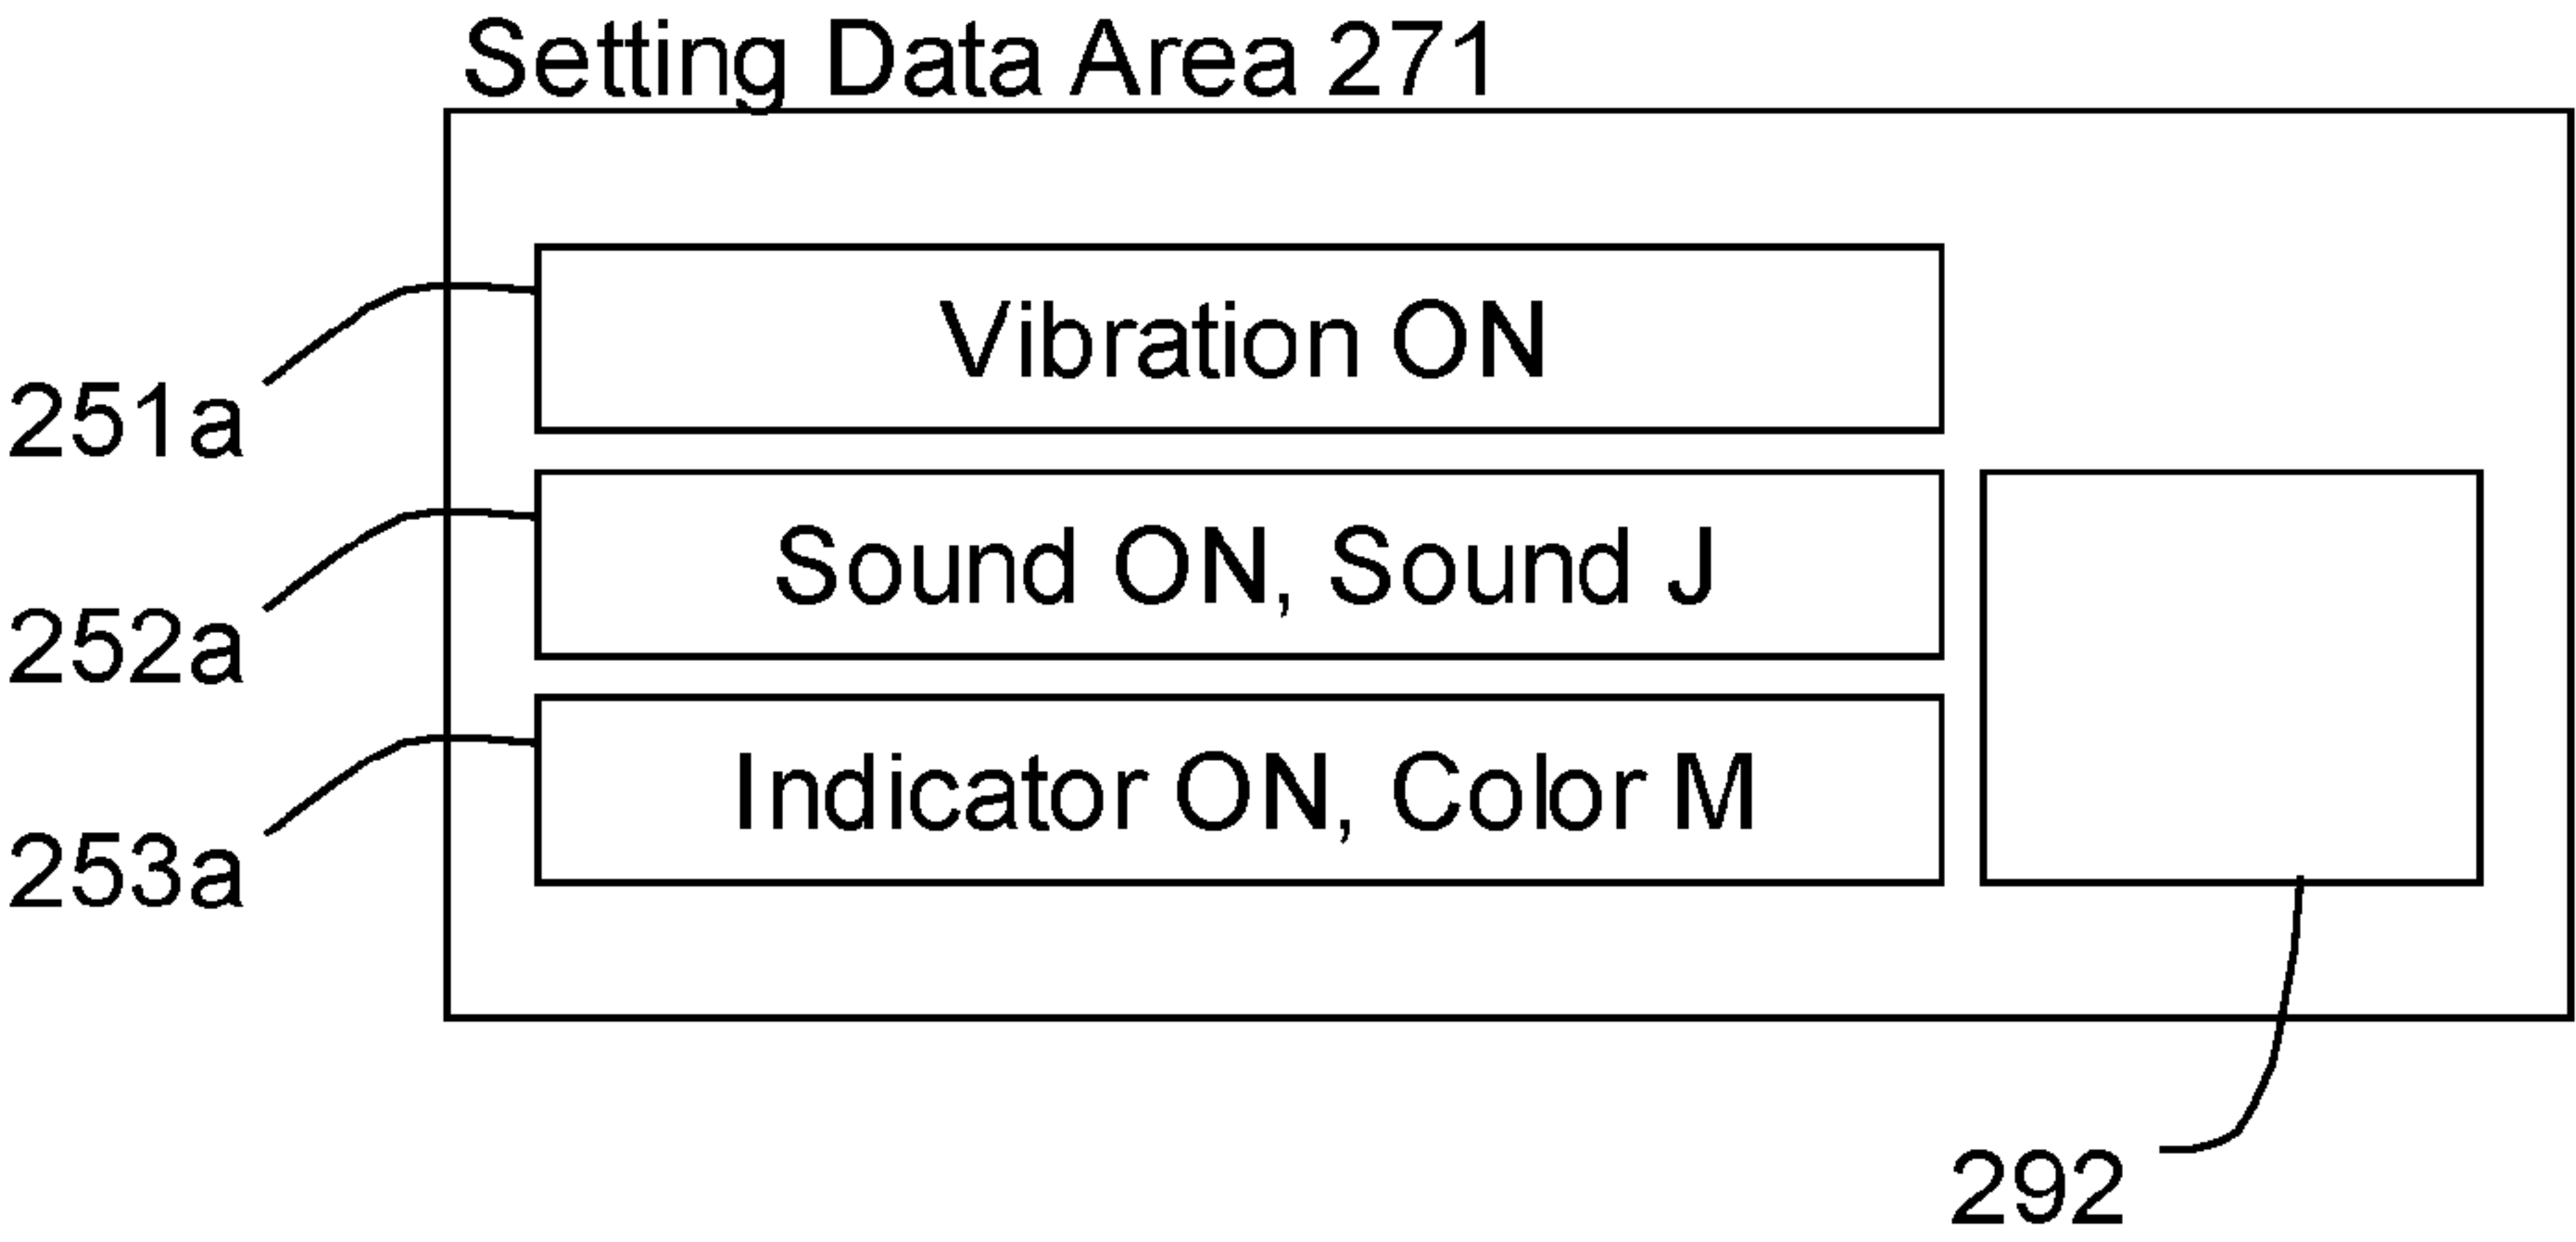 Setting Data Area 271
Vibration ON
251a
Sound ON, Sound J
252a
Indicator ON, Color M
253a
292